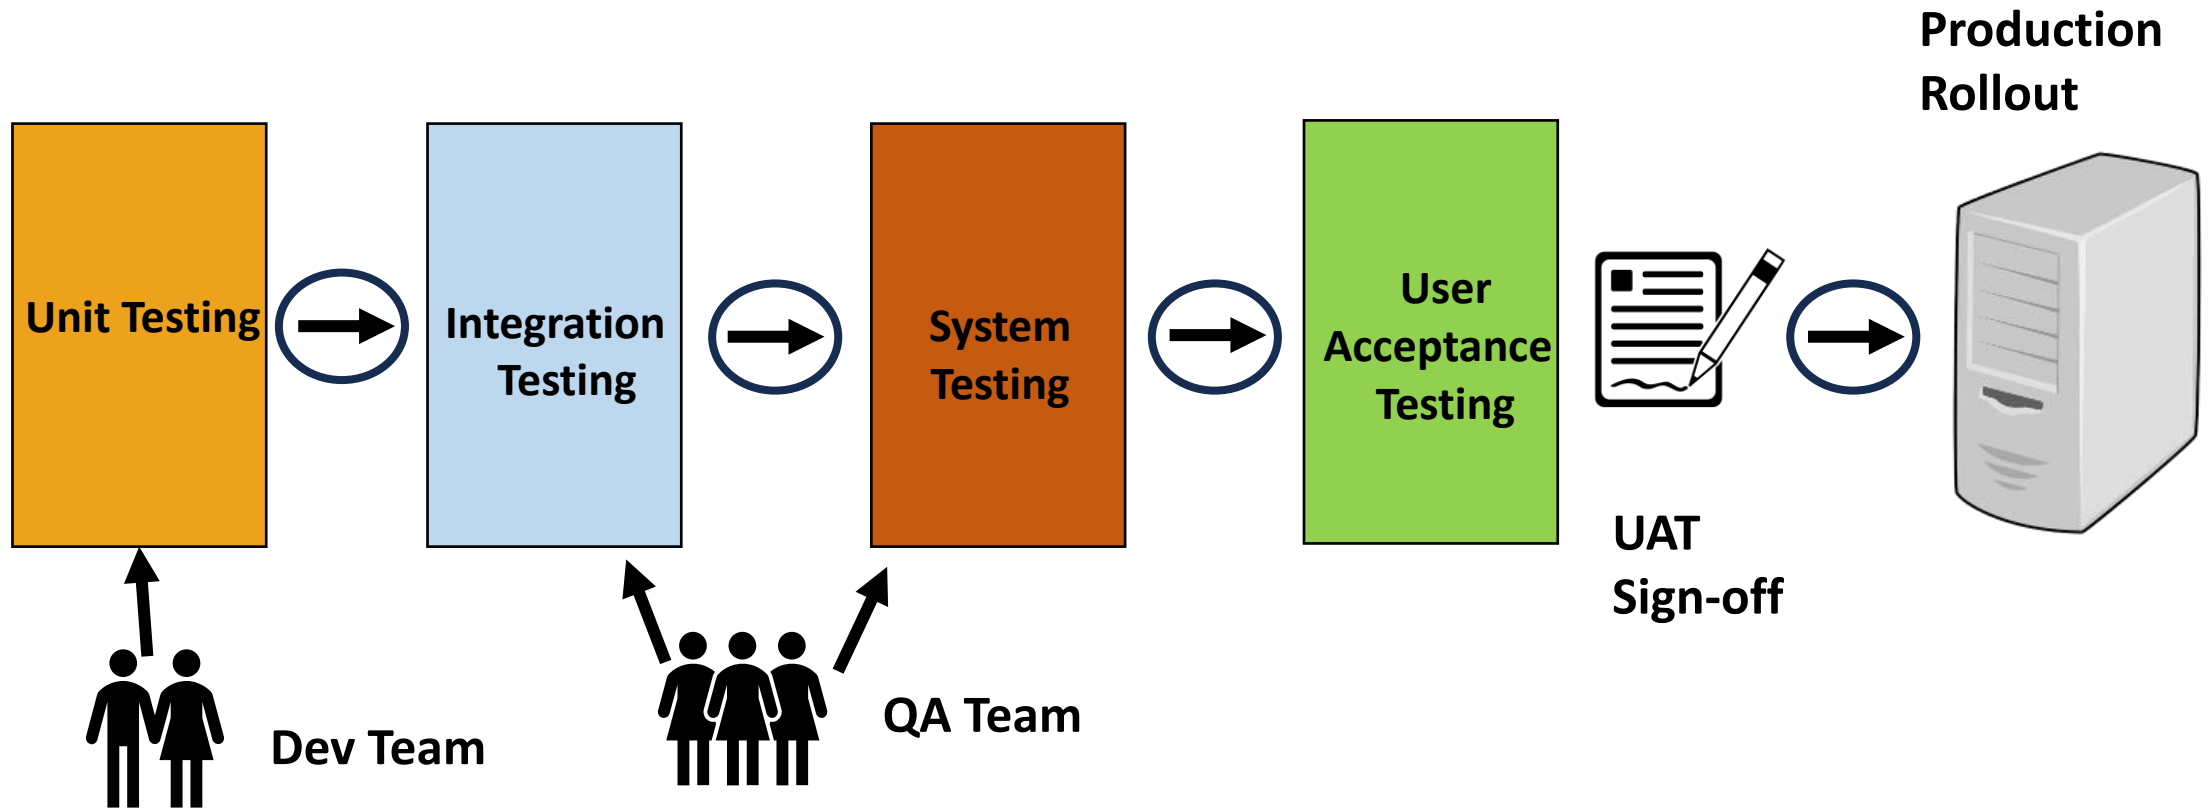 Production
Rollout
Unit Testing
Integration
Testing
System
Testing
User
Acceptance
Testing
UAT
Sign-off
Dev Team
QA Team